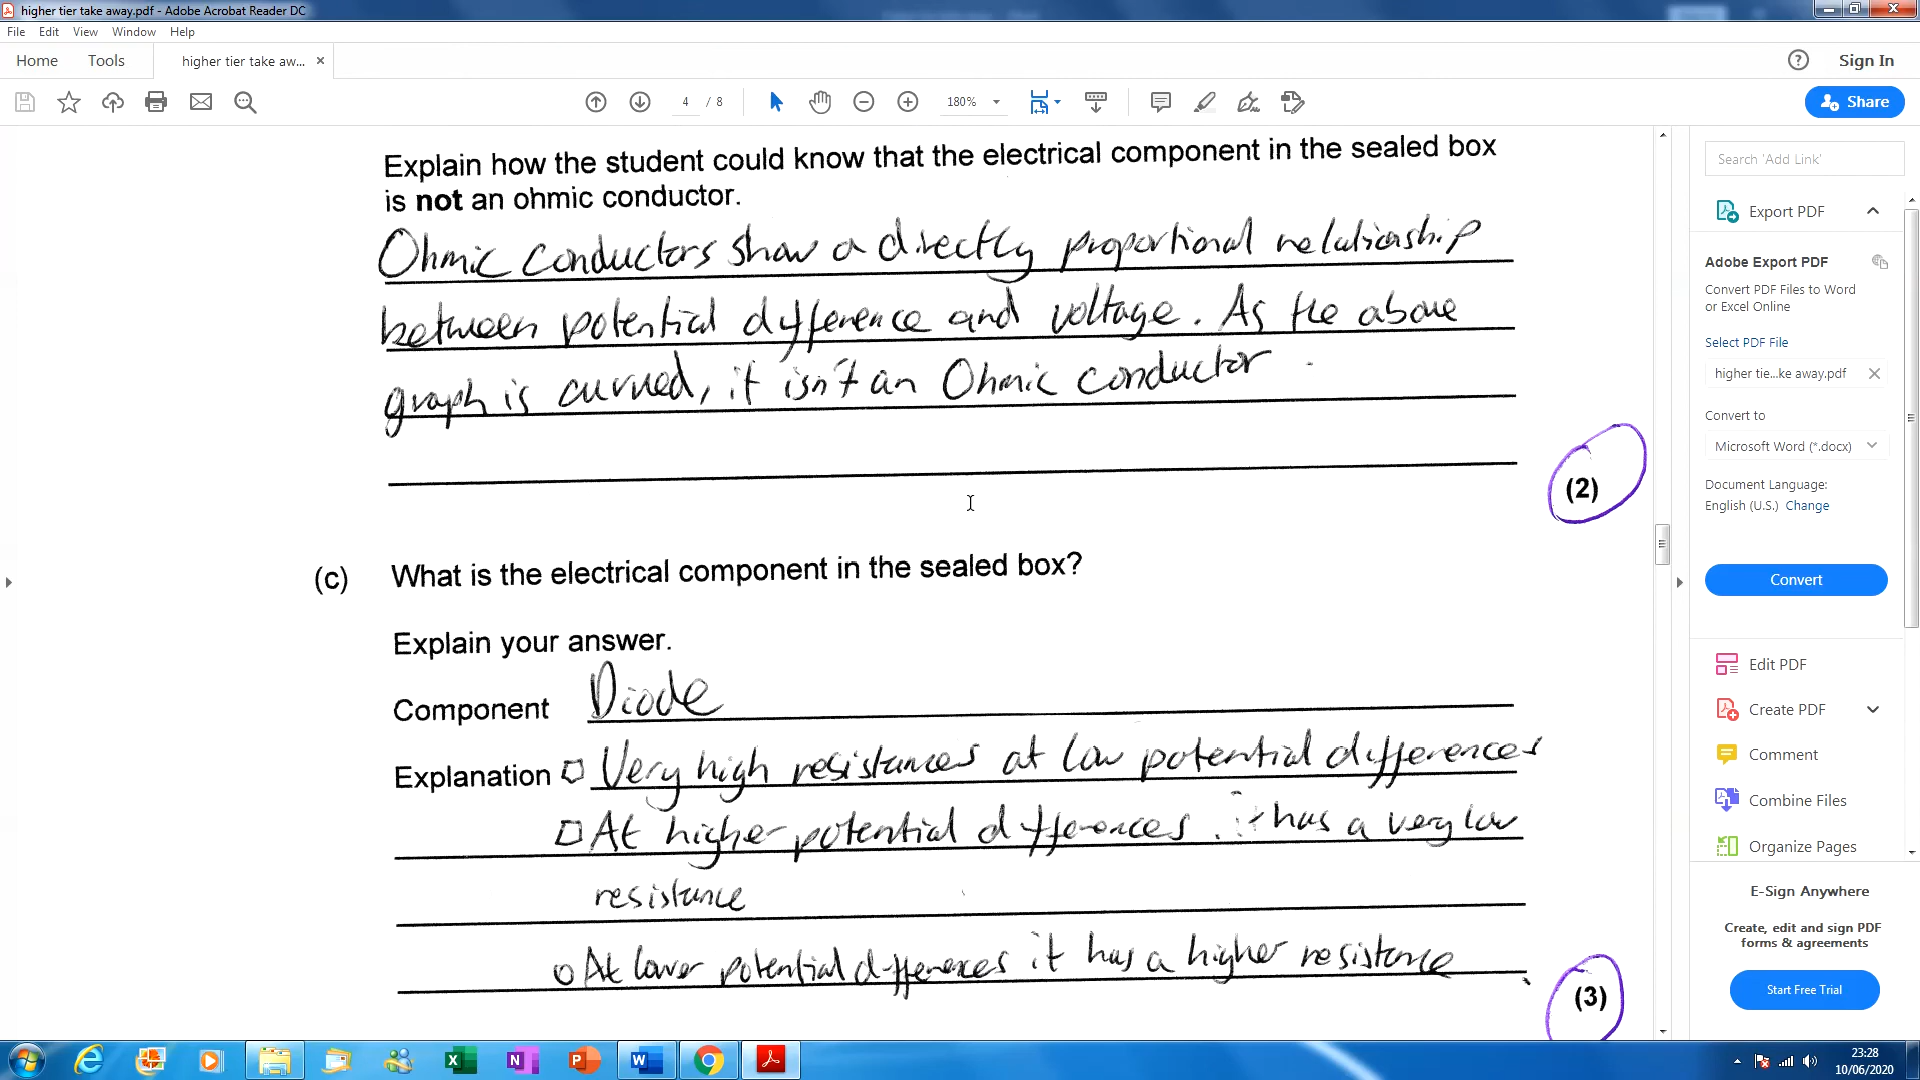 higher tier take away.pdf - Adobe Acrobat Reader DC
File Edit View Window Help
Home Tools higher tier take aw... × Sign In
4 / 8 180% Share
Explain how the student could know that the electrical component in the sealed box
is not an ohmic conductor.
Ohmic conductors show a directly proportional relationship
between potential difference and voltage. As the above
graph is curved, it isn't an Ohmic conductor.
(2)
(c) What is the electrical component in the sealed box?
Explain your answer.
Component Diode
Explanation Very high resistances at low potential differences
At higher potential differences it has a very low
resistance
At lower potential differences it has a higher resistance
(3)
Search 'Add Link'
Export PDF
Adobe Export PDF
Convert PDF Files to Word
or Excel Online
Select PDF File
higher tie...ke away.pdf ×
Convert to
Microsoft Word (*.docx)
Document Language:
English (U.S.) Change
Convert
Edit PDF
Create PDF
Comment
Combine Files
Organize Pages
E-Sign Anywhere
Create, edit and sign PDF
forms & agreements
Start Free Trial
23:28
10/06/2020